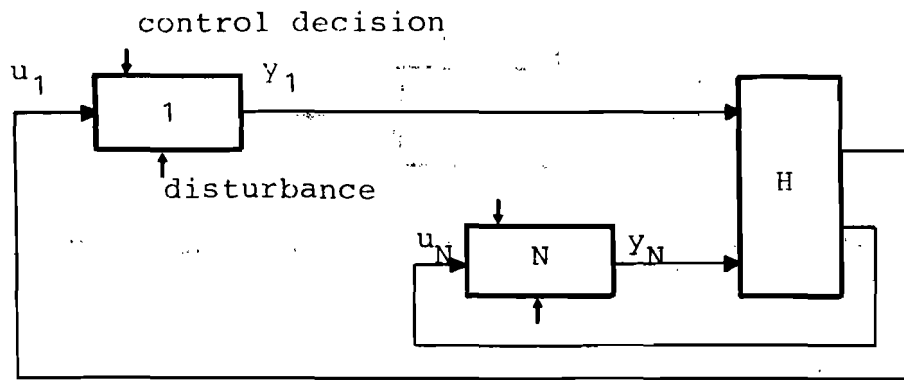 control decision
u1
y1
1
H
disturbance
uN
N
yN